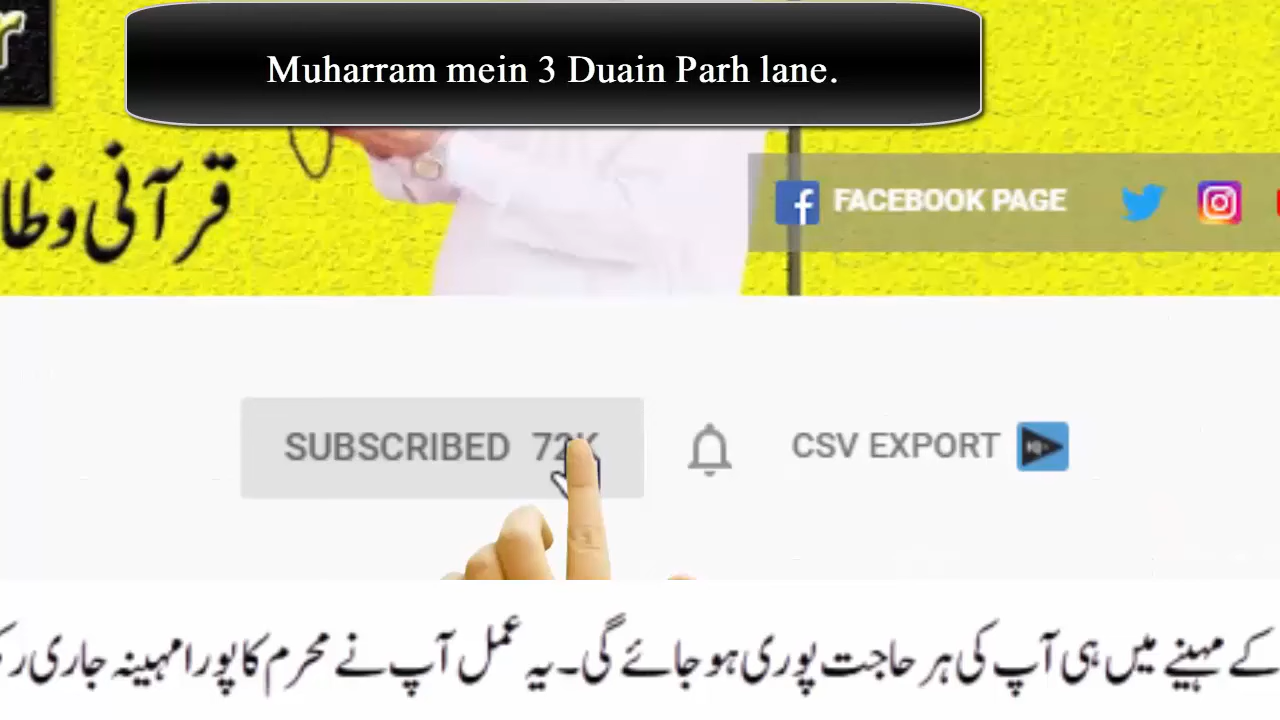 Muharram mein 3 Duain Parh lane.
قرآنی
FACEBOOK PAGE
SUBSCRIBED 72K
CSV EXPORT
کے مہینے میں ہی آپ کی ہر حاجت پوری ہو جائے گی۔ یہ عمل آپ نے محرم کا پورا مہینہ جاری